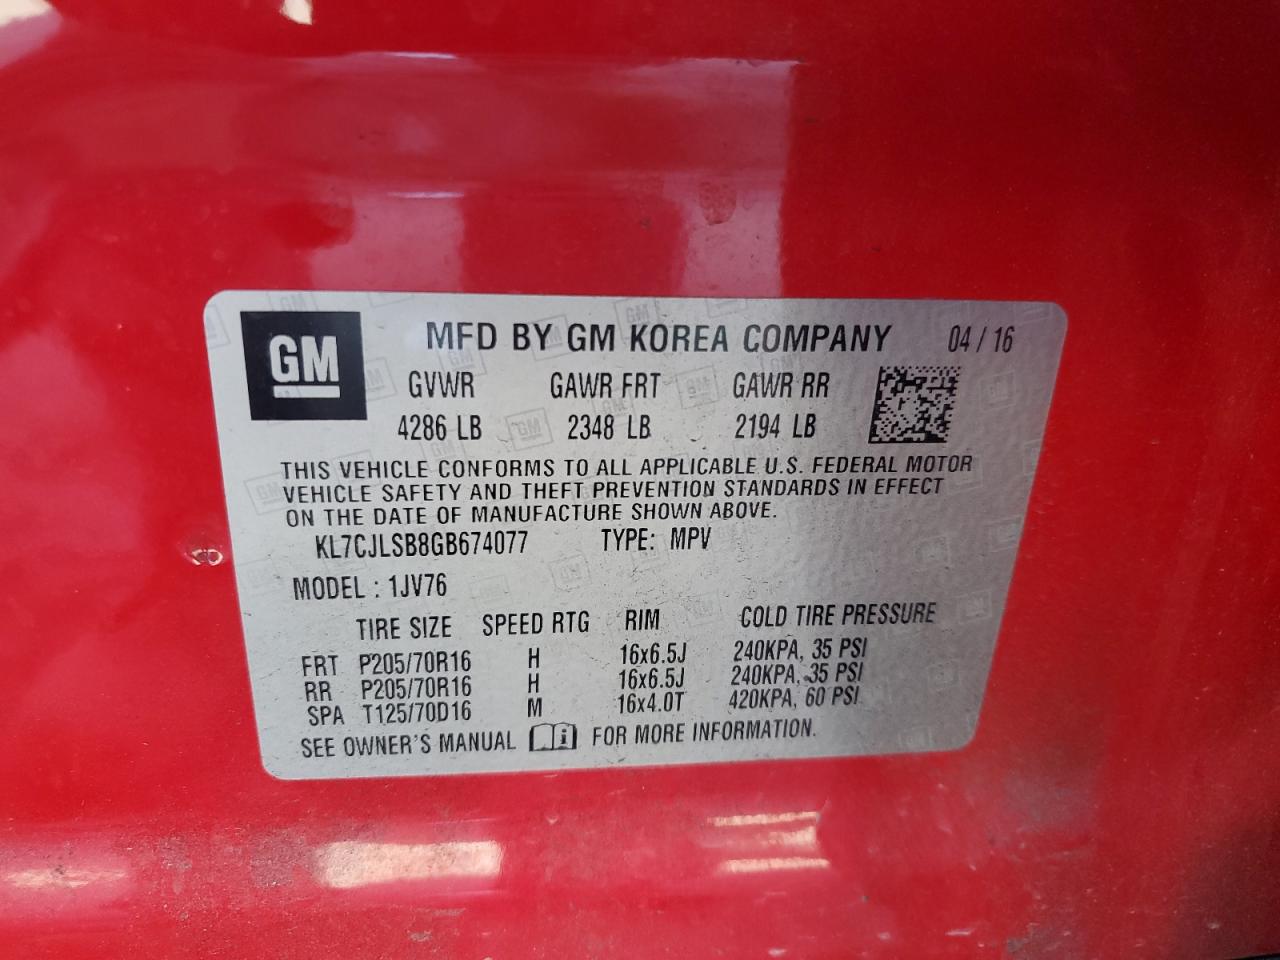 GM MFD BY GM KOREA COMPANY 04 / 16
GVWR GAWR FRT GAWR RR
4286 LB 2348 LB 2194 LB
THIS VEHICLE CONFORMS TO ALL APPLICABLE U.S. FEDERAL MOTOR
VEHICLE SAFETY AND THEFT PREVENTION STANDARDS IN EFFECT
ON THE DATE OF MANUFACTURE SHOWN ABOVE.
KL7CJLSB8GB674077 TYPE: MPV
MODEL : 1JV76
TIRE SIZE SPEED RTG RIM COLD TIRE PRESSURE
FRT P205/70R16 H 16x6.5J 240KPA, 35 PSI
RR P205/70R16 H 16x6.5J 240KPA, 35 PSI
SPA T125/70D16 M 16x4.0T 420KPA, 60 PSI
SEE OWNER'S MANUAL i FOR MORE INFORMATION.